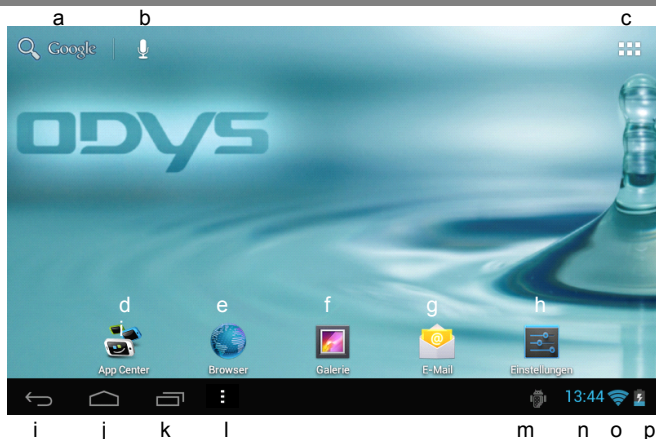 a b c
Google
ODYS
d e f g h
App Center Browser Galerie E-Mail Einstellungen
13:44
i j k l m n o p